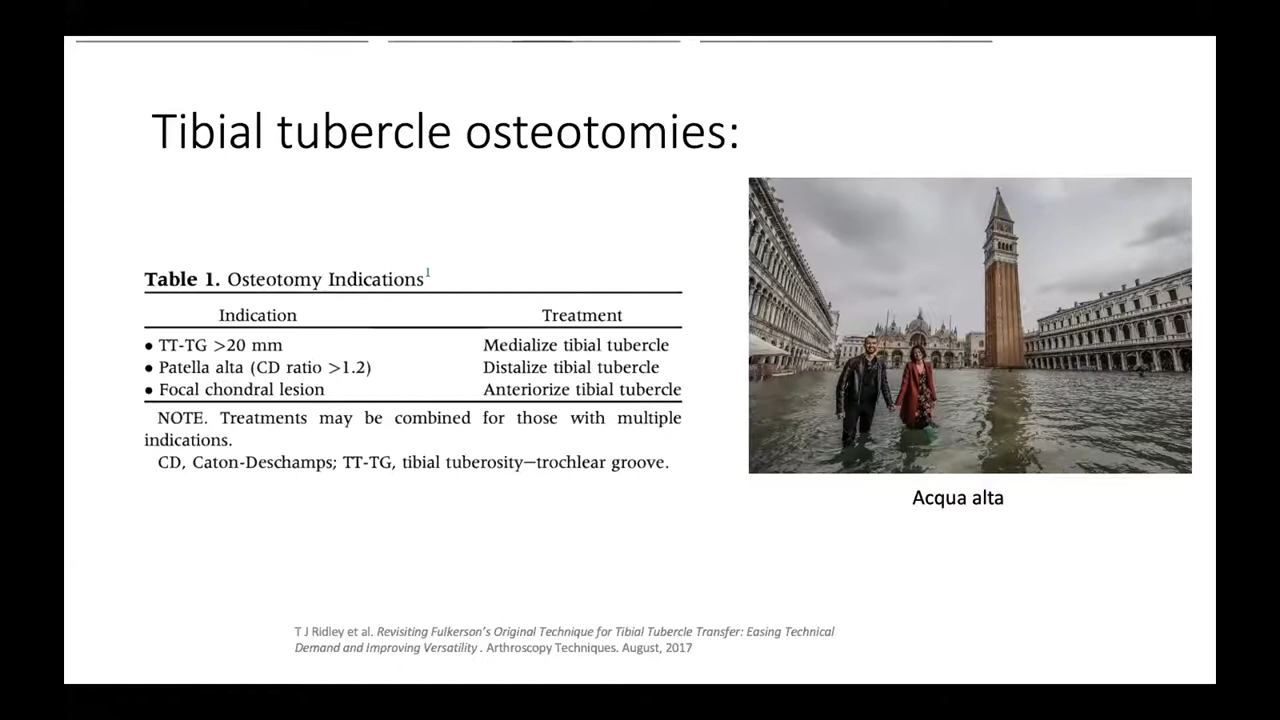 Tibial tubercle osteotomies:
Table 1. Osteotomy Indications1
Indication Treatment
• TT-TG >20 mm Medialize tibial tubercle
• Patella alta (CD ratio >1.2) Distalize tibial tubercle
• Focal chondral lesion Anteriorize tibial tubercle
NOTE. Treatments may be combined for those with multiple
indications.
CD, Caton-Deschamps; TT-TG, tibial tuberosity—trochlear groove.
Acqua alta
T J Ridley et al. Revisiting Fulkerson's Original Technique for Tibial Tubercle Transfer: Easing Technical
Demand and Improving Versatility . Arthroscopy Techniques. August, 2017